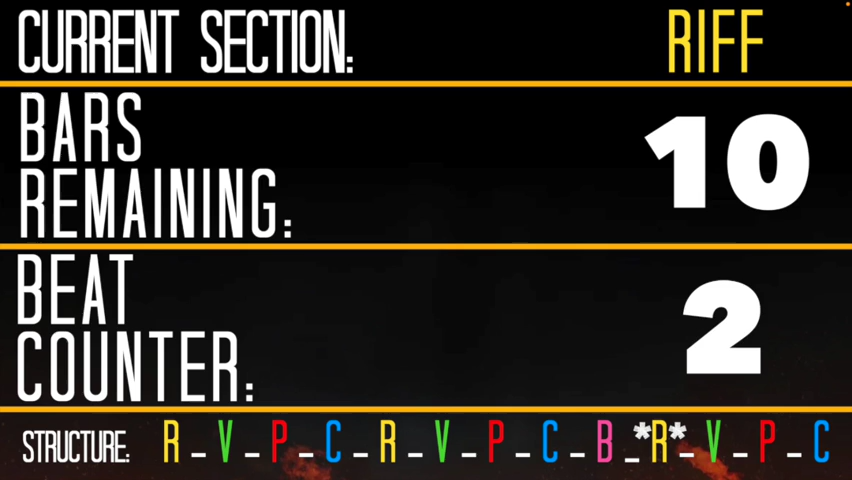 CURRENT SECTION: RIFF
BARS
REMAINING: 10
BEAT
COUNTER: 2
STRUCTURE: R - V - P - C - R - V - P - C - B - *R* - V - P - C